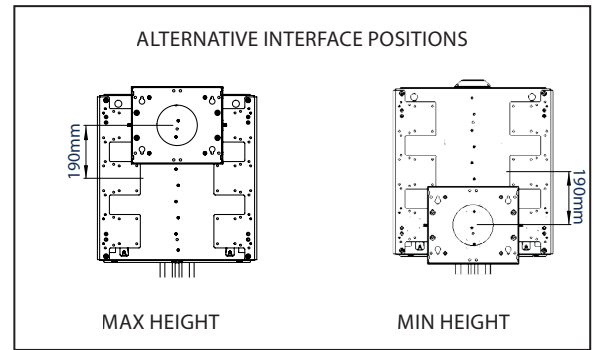 ALTERNATIVE INTERFACE POSITIONS
190mm
190mm
MAX HEIGHT
MIN HEIGHT